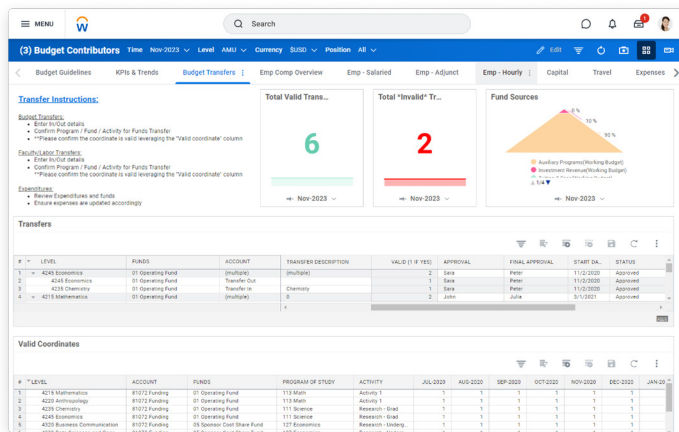 MENU
Search
(3) Budget Contributors Time Nov-2023 Level AMU Currency $USD Position All Edit
Budget Guidelines KPIs & Trends Budget Transfers Emp Comp Overview Emp - Salaried Emp - Adjunct Emp - Hourly Capital Travel Expenses
Transfer Instructions:
Budget Transfers:
Enter In/Out details
Confirm Program / Fund / Activity for Funds Transfer
**Please confirm the coordinate is valid leveraging the "Valid coordinate" column
Faculty/Labor Transfers:
Enter In/Out details
Confirm Program / Fund / Activity for Funds Transfer
**Please confirm the coordinate is valid leveraging the "Valid coordinate" column
Expenditures:
Review Expenditures and funds
Ensure expenses are updated accordingly
Total Valid Trans...
6
Nov-2023
Total *Invalid* Tr...
2
Nov-2023
Fund Sources
0 %
10 %
90 %
Auxiliary Programs(Working Budget)
Investment Revenue(Working Budget)
1/4
Nov-2023
Transfers
# LEVEL FUNDS ACCOUNT TRANSFER DESCRIPTION VALID (1 IF YES) APPROVAL FINAL APPROVAL START DA... STATUS
1 4245 Economics 01 Operating Fund (multiple) (multiple) 2 Sara Peter 11/2/2020 Approved
2 4245 Economics 01 Operating Fund Transfer Out 1 Sara Peter 11/2/2020 Approved
3 4235 Chemistry 01 Operating Fund Transfer In Chemistry 1 Sara Peter 11/2/2020 Approved
4 4215 Mathematics 01 Operating Fund (multiple) 0 2 John Julia 3/1/2021 Approved
Valid Coordinates
# LEVEL ACCOUNT FUNDS PROGRAM OF STUDY ACTIVITY JUL-2020 AUG-2020 SEP-2020 OCT-2020 NOV-2020 DEC-2020 JAN-20
1 4215 Mathematics 81072 Funding 01 Operating Fund 113 Math Activity 1 1 1 1 1 1 1
2 4220 Anthropology 81072 Funding 01 Operating Fund 113 Math Activity 1 1 1 1 1 1 1
3 4235 Chemistry 81072 Funding 01 Operating Fund 111 Science Research - Grad 1 1 1 1 1 1
4 4245 Economics 81072 Funding 01 Operating Fund 111 Science Research - Grad 1 1 1 1 1 1
5 4320 Business Communication 81072 Funding 05 Sponsor Cost Share Fund 127 Economics Research - Underg... 1 1 1 1 1 1